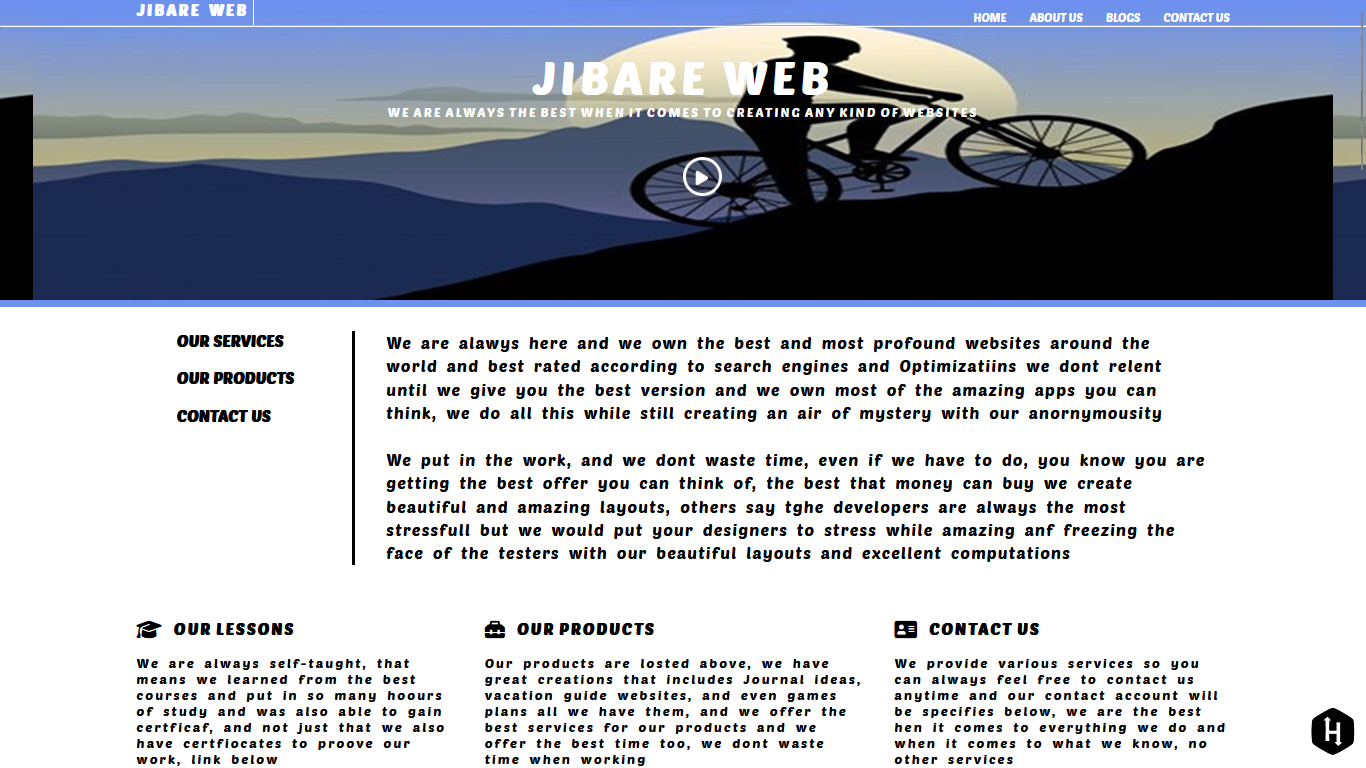 JIBARE WEB
HOME ABOUT US BLOGS CONTACT US
JIBARE WEB
WE ARE ALWAYS THE BEST WHEN IT COMES TO CREATING ANY KIND OF WEBSITES
OUR SERVICES
OUR PRODUCTS
CONTACT US
We are alawys here and we own the best and most profound websites around the
world and best rated according to search engines and Optimizatiins we dont relent
until we give you the best version and we own most of the amazing apps you can
think, we do all this while still creating an air of mystery with our anornymousity
We put in the work, and we dont waste time, even if we have to do, you know you are
getting the best offer you can think of, the best that money can buy we create
beautiful and amazing layouts, others say tghe developers are always the most
stressfull but we would put your designers to stress while amazing anf freezing the
face of the testers with our beautiful layouts and excellent computations
OUR LESSONS
We are always self-taught, that
means we learned from the best
courses and put in so many hoours
of study and was also able to gain
certficaf, and not just that we also
have certfiocates to proove our
work, link below
OUR PRODUCTS
Our products are losted above, we have
great creations that includes Journal ideas,
vacation guide websites, and even games
plans all we have them, and we offer the
best services for our products and we
offer the best time too, we dont waste
time when working
CONTACT US
We provide various services so you
can always feel free to contact us
anytime and our contact account will
be specifies below, we are the best
hen it comes to everything we do and
when it comes to what we know, no
other services
H